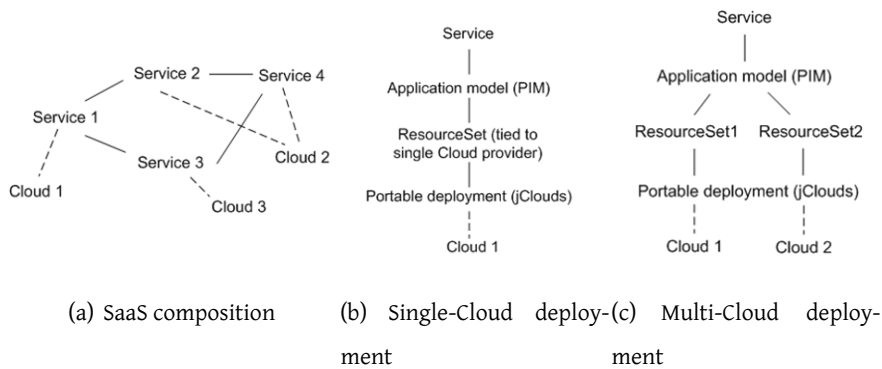 Service 2
Service 4
Service 1
Service 3
Cloud 2
Cloud 1
Cloud 3
(a) SaaS composition
Service
Application model (PIM)
ResourceSet (tied to
single Cloud provider)
Portable deployment (jClouds)
Cloud 1
(b) Single-Cloud deploy-
ment
Service
Application model (PIM)
ResourceSet1
ResourceSet2
Portable deployment (jClouds)
Cloud 1
Cloud 2
(c) Multi-Cloud deploy-
ment